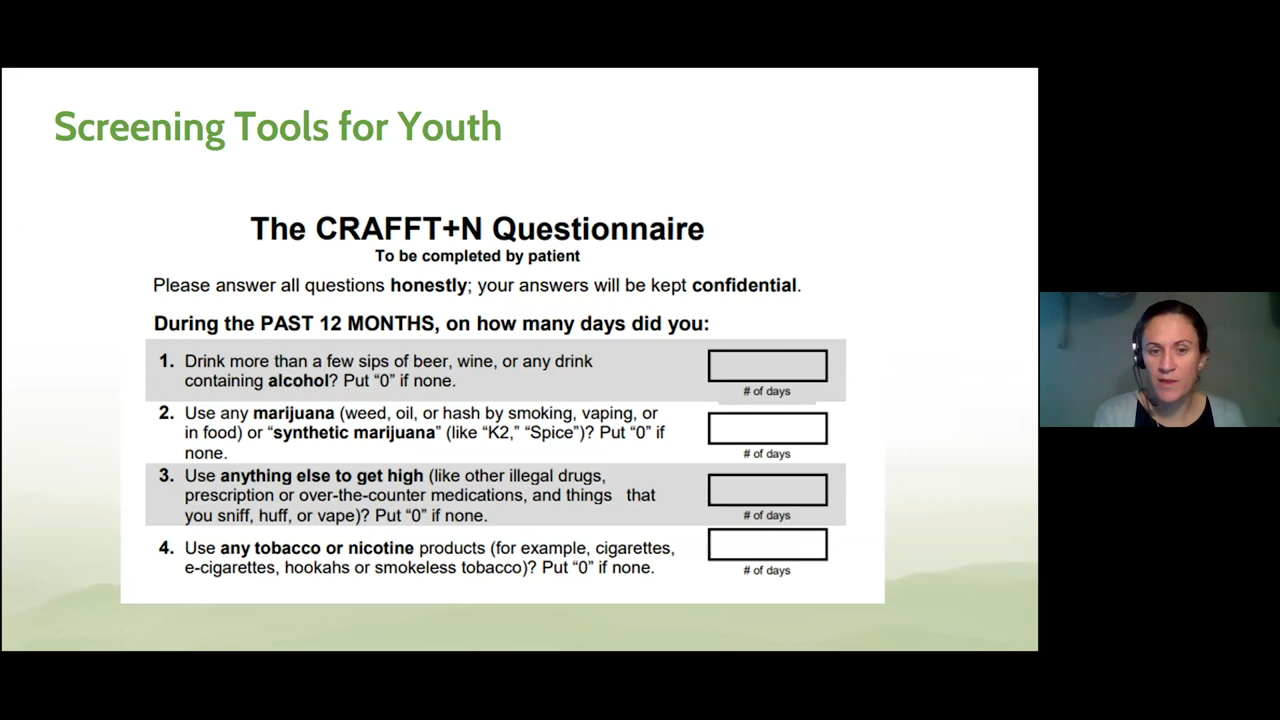 Screening Tools for Youth
The CRAFFT+N Questionnaire
To be completed by patient
Please answer all questions honestly; your answers will be kept confidential.
During the PAST 12 MONTHS, on how many days did you:
1. Drink more than a few sips of beer, wine, or any drink
containing alcohol? Put “0” if none.
# of days
2. Use any marijuana (weed, oil, or hash by smoking, vaping, or
in food) or “synthetic marijuana” (like “K2,” “Spice”)? Put “0” if
none.
# of days
3. Use anything else to get high (like other illegal drugs,
prescription or over-the-counter medications, and things that
you sniff, huff, or vape)? Put “0” if none.
# of days
4. Use any tobacco or nicotine products (for example, cigarettes,
e-cigarettes, hookahs or smokeless tobacco)? Put “0” if none.
# of days